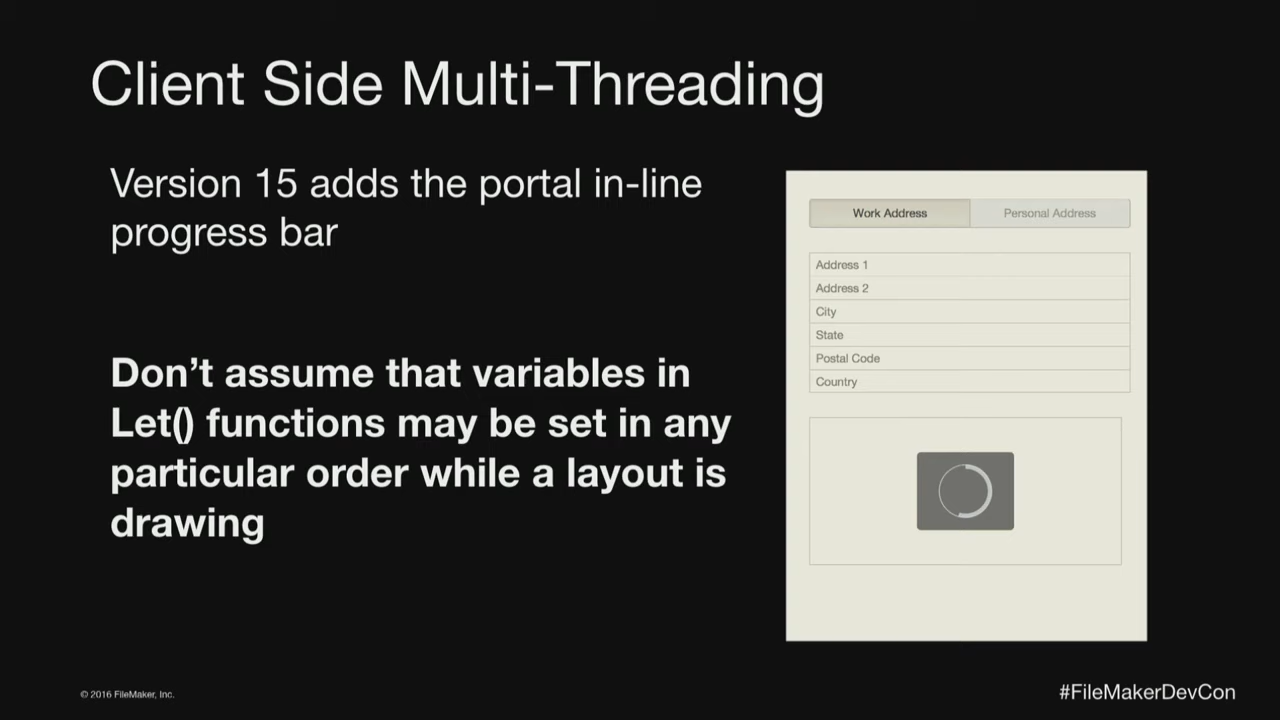 Client Side Multi-Threading
Version 15 adds the portal in-line
progress bar
Don’t assume that variables in
Let() functions may be set in any
particular order while a layout is
drawing
Work Address
Personal Address
Address 1
Address 2
City
State
Postal Code
Country
© 2016 FileMaker, Inc.
#FileMakerDevCon